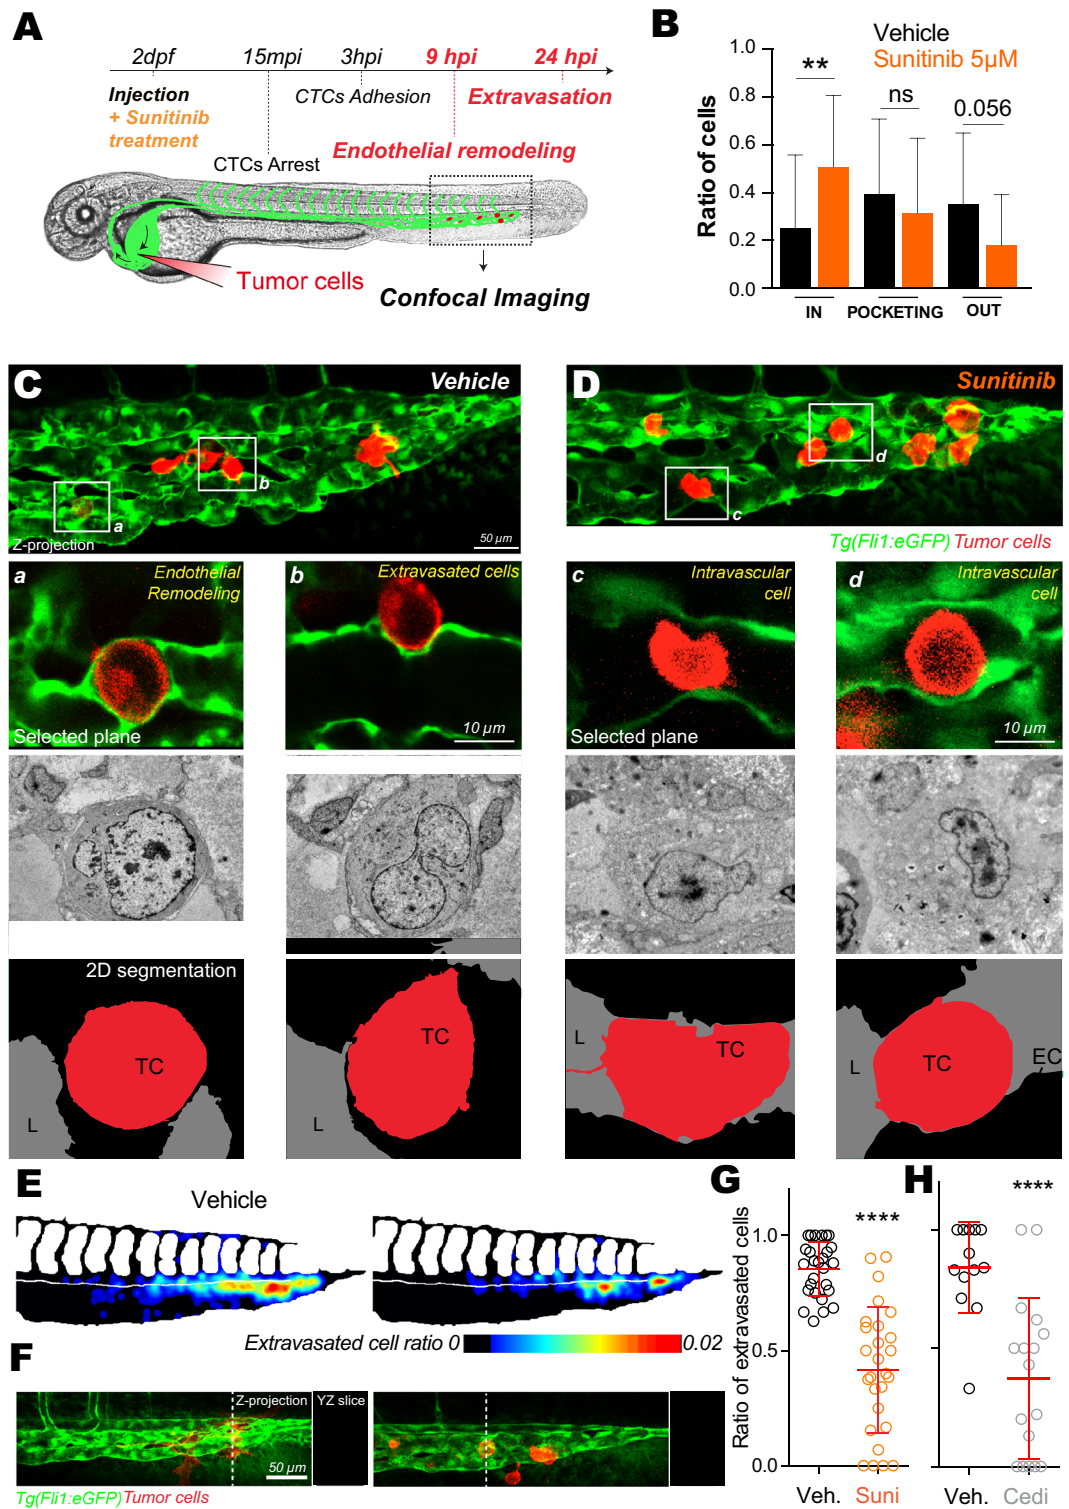 A
2dpf 15mpi 3hpi 9 hpi 24 hpi
Injection
+ Sunitinib
treatment
CTCs Adhesion
Extravasation
CTCs Arrest
Endothelial remodeling
Tumor cells
Confocal Imaging
B
Vehicle
Sunitinib 5µM
Ratio of cells
1.0
0.8
0.6
0.4
0.2
0.0
**
ns
0.056
IN POCKETING OUT
C
Vehicle
a
b
Z-projection
50 µm
D
Sunitinib
c
d
Tg(Fli1:eGFP) Tumor cells
a
Endothelial
Remodeling
Selected plane
b
Extravasated cells
10 µm
c
Intravascular
cell
Selected plane
d
Intravascular
cell
10 µm
2D segmentation
TC
L
TC
L
TC
L
TC
L
EC
E
Vehicle
Extravasated cell ratio 0 0.02
F
Z-projection
YZ slice
50 µm
Tg(Fli1:eGFP) Tumor cells
G
Ratio of extravasated cells
1.0
0.5
0.0
****
Veh. Suni
H
****
Veh. Cedi